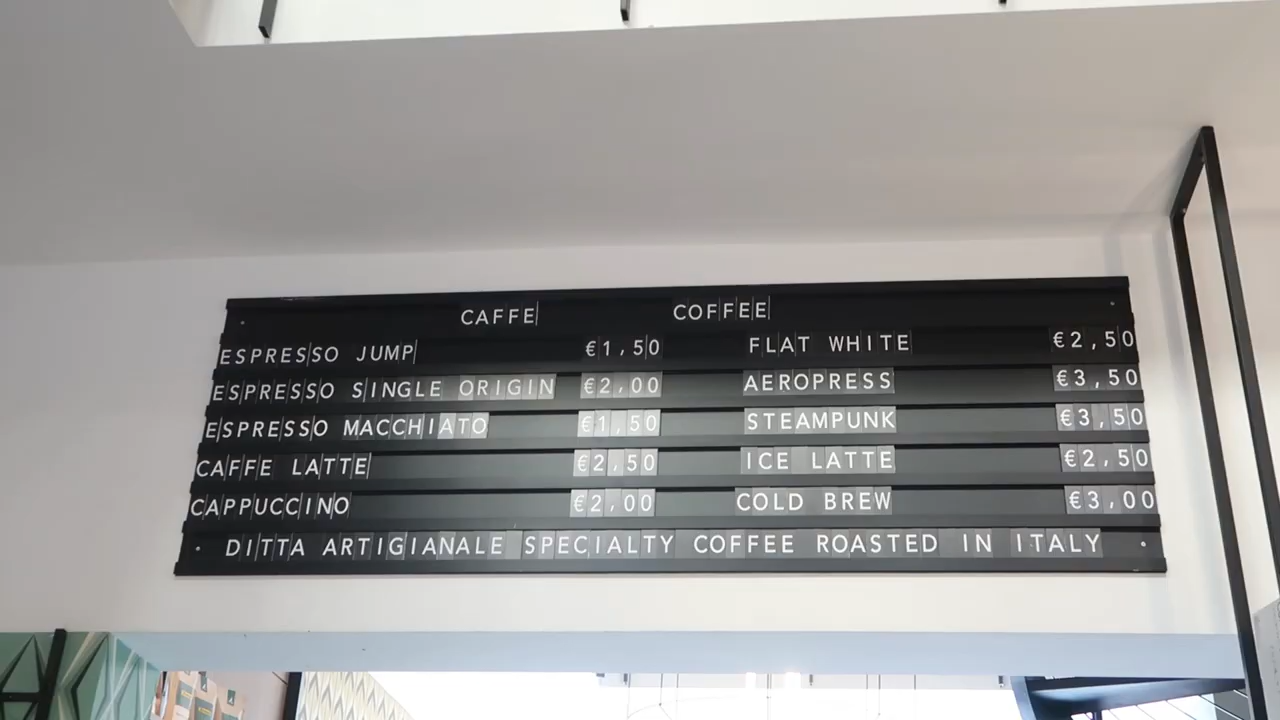 CAFFE COFFEE
ESPRESSO JUMP €1,50 FLAT WHITE €2,50
ESPRESSO SINGLE ORIGIN €2,00 AEROPRESS €3,50
ESPRESSO MACCHIATO €1,50 STEAMPUNK €3,50
CAFFE LATTE €2,50 ICE LATTE €2,50
CAPPUCCINO €2,00 COLD BREW €3,00
DITTA ARTIGIANALE SPECIALTY COFFEE ROASTED IN ITALY